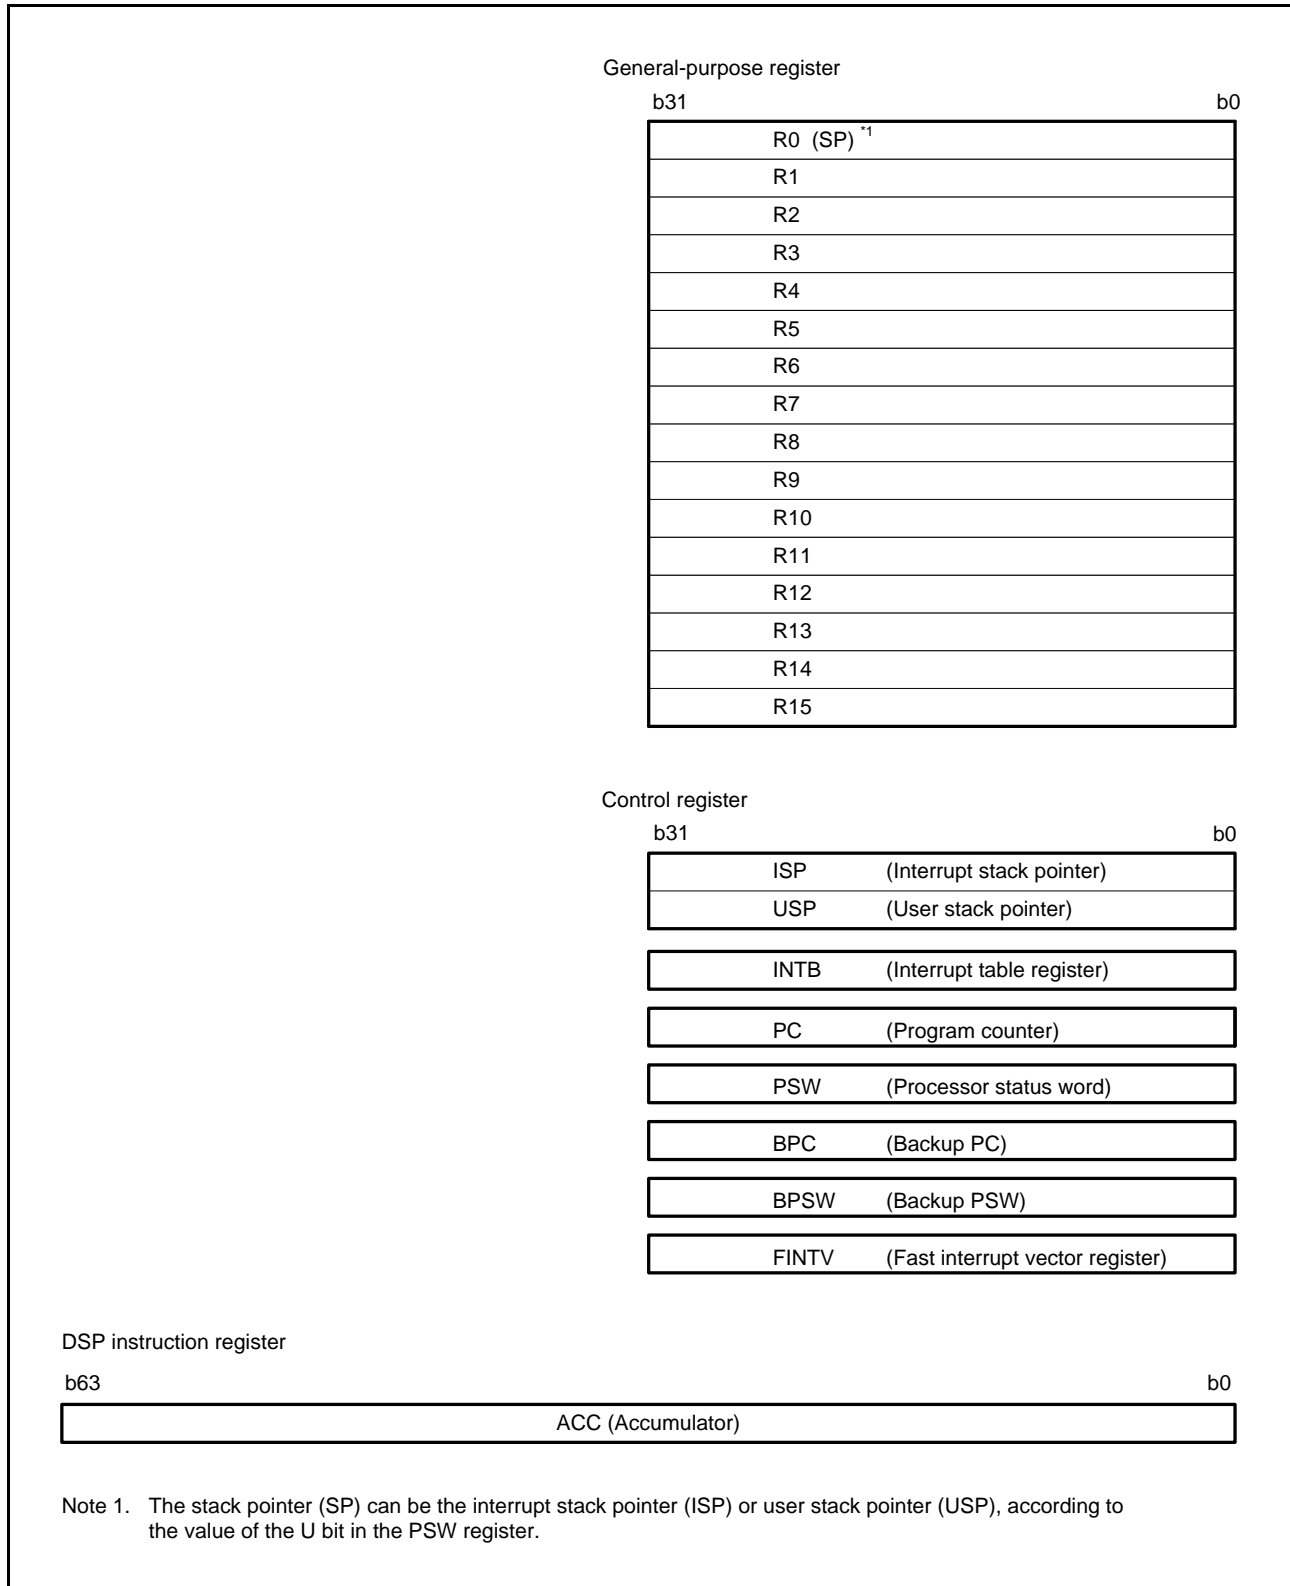 General-purpose register
b31 b0
R0 (SP) *1
R1
R2
R3
R4
R5
R6
R7
R8
R9
R10
R11
R12
R13
R14
R15
Control register
b31 b0
ISP (Interrupt stack pointer)
USP (User stack pointer)
INTB (Interrupt table register)
PC (Program counter)
PSW (Processor status word)
BPC (Backup PC)
BPSW (Backup PSW)
FINTV (Fast interrupt vector register)
DSP instruction register
b63 b0
ACC (Accumulator)
Note 1. The stack pointer (SP) can be the interrupt stack pointer (ISP) or user stack pointer (USP), according to
the value of the U bit in the PSW register.